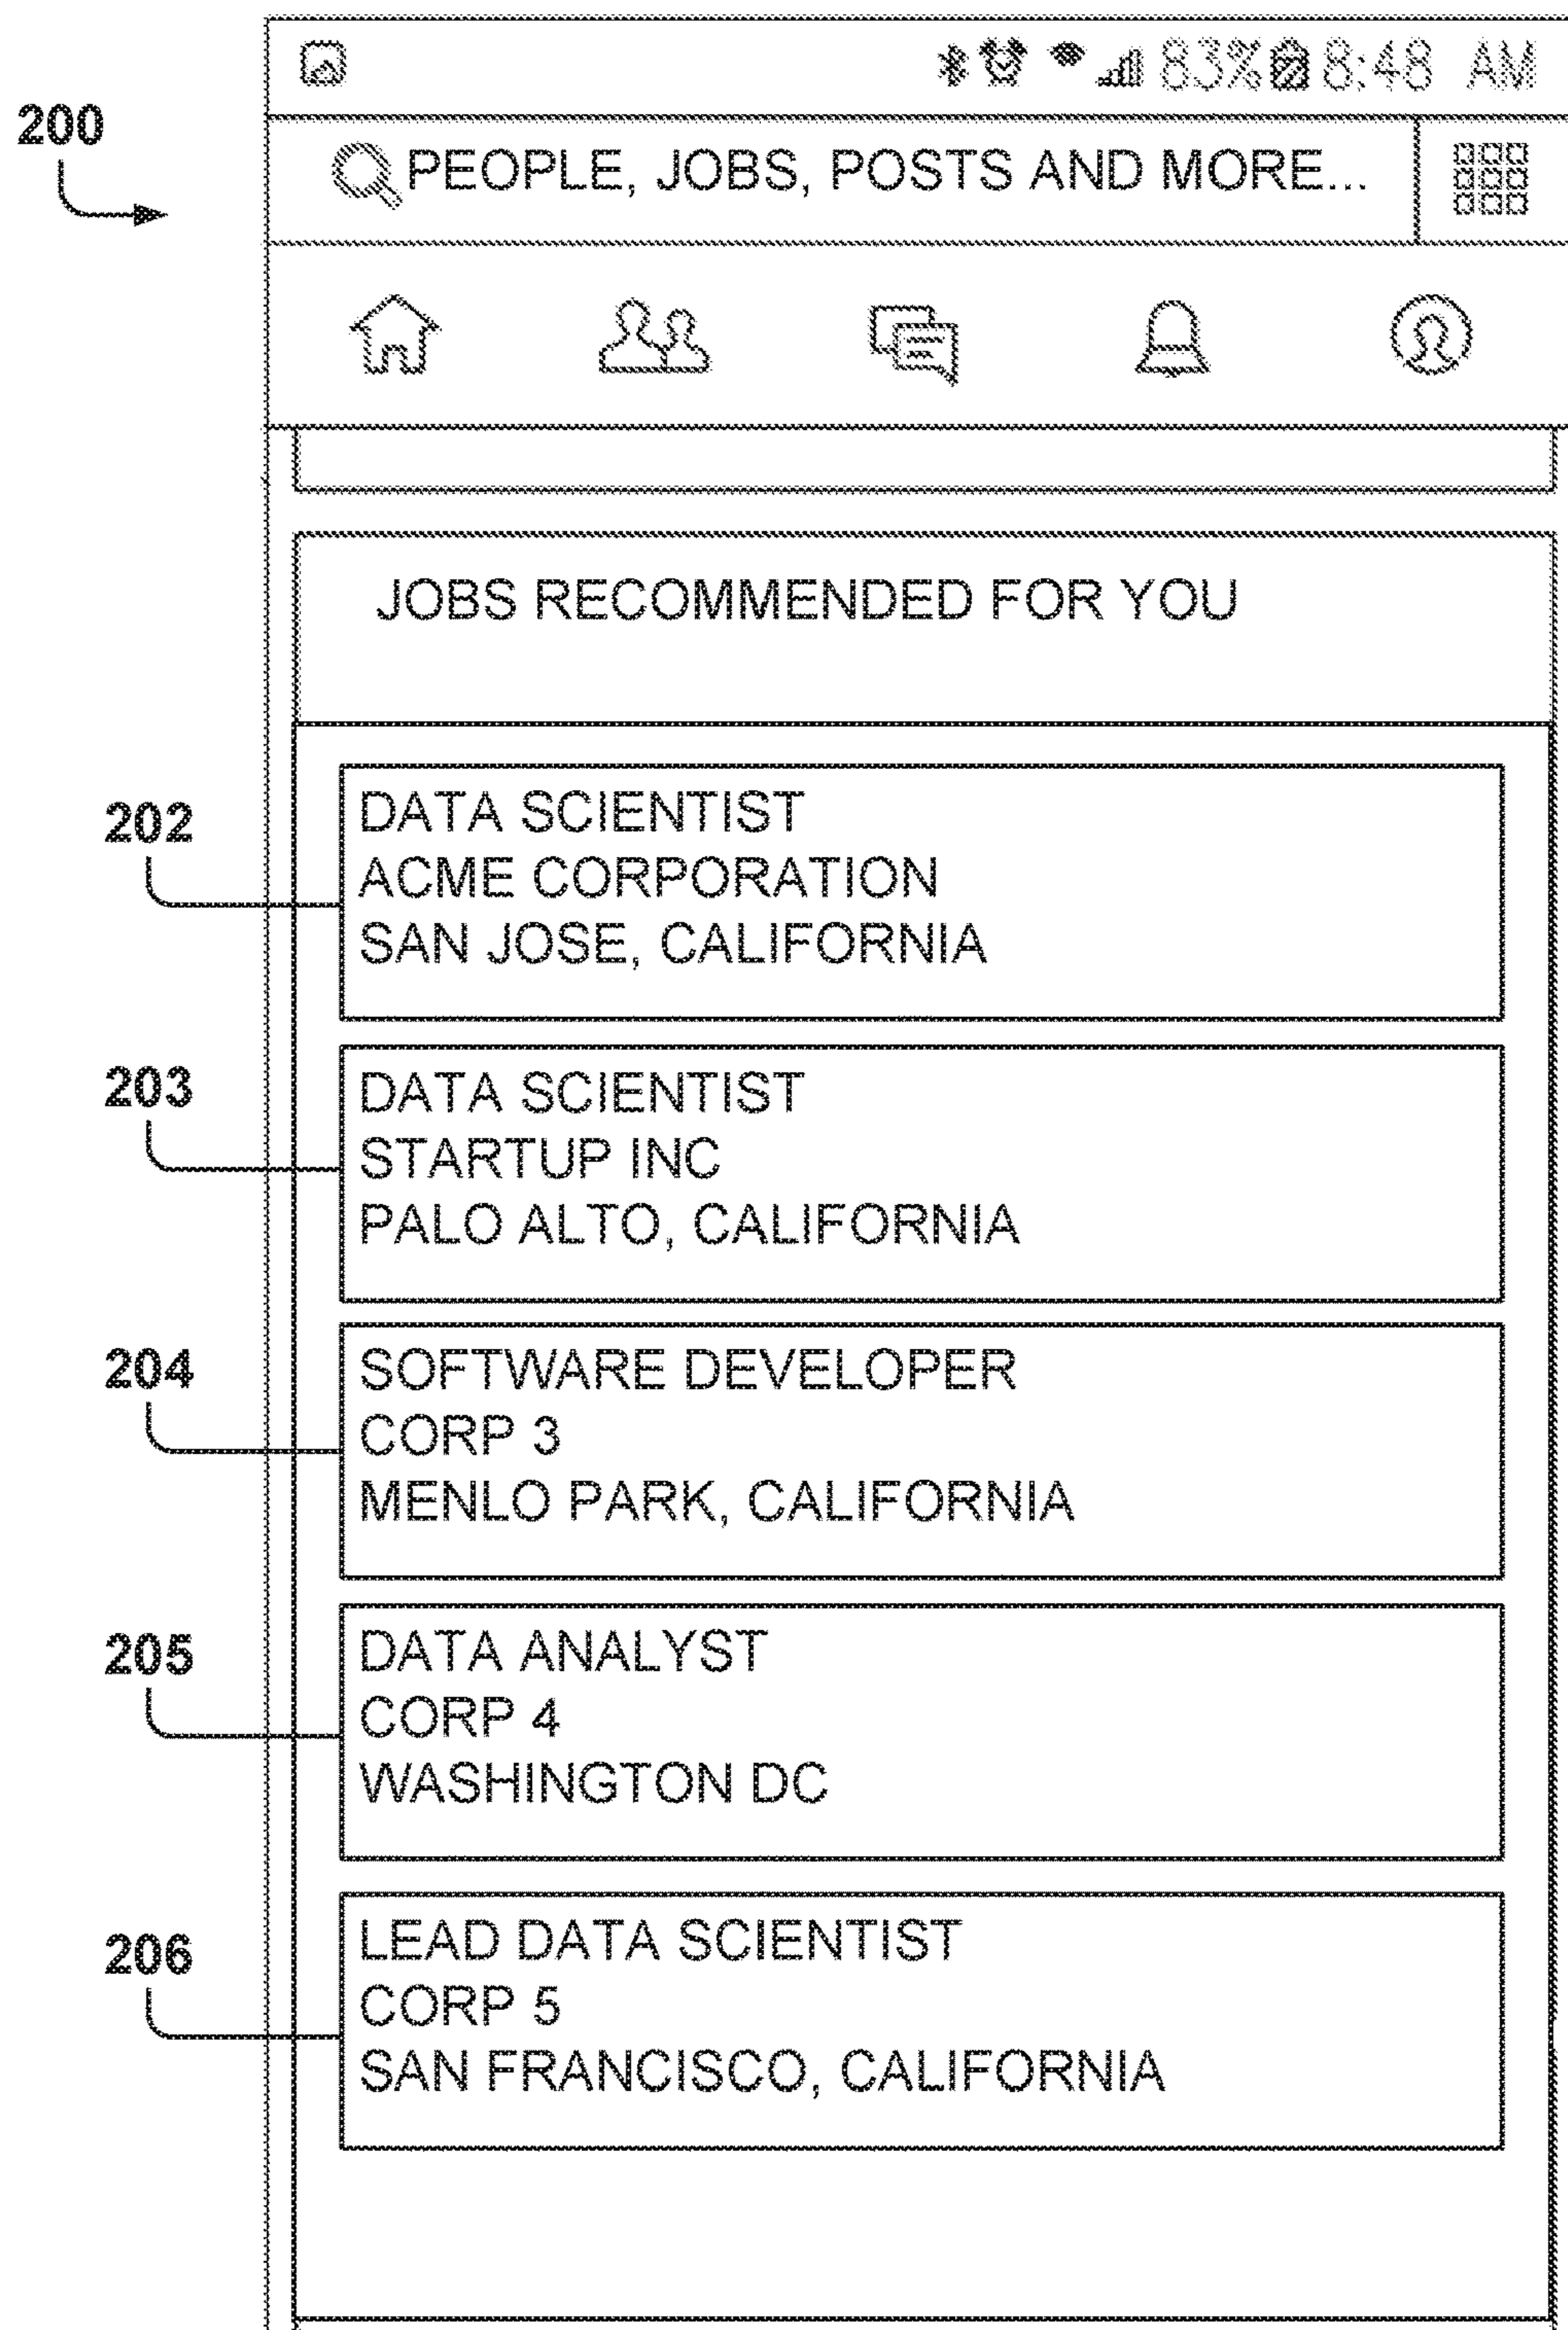 83% 8:48 AM
200
PEOPLE, JOBS, POSTS AND MORE...
JOBS RECOMMENDED FOR YOU
202
DATA SCIENTIST
ACME CORPORATION
SAN JOSE, CALIFORNIA
203
DATA SCIENTIST
STARTUP INC
PALO ALTO, CALIFORNIA
204
SOFTWARE DEVELOPER
CORP 3
MENLO PARK, CALIFORNIA
205
DATA ANALYST
CORP 4
WASHINGTON DC
206
LEAD DATA SCIENTIST
CORP 5
SAN FRANCISCO, CALIFORNIA